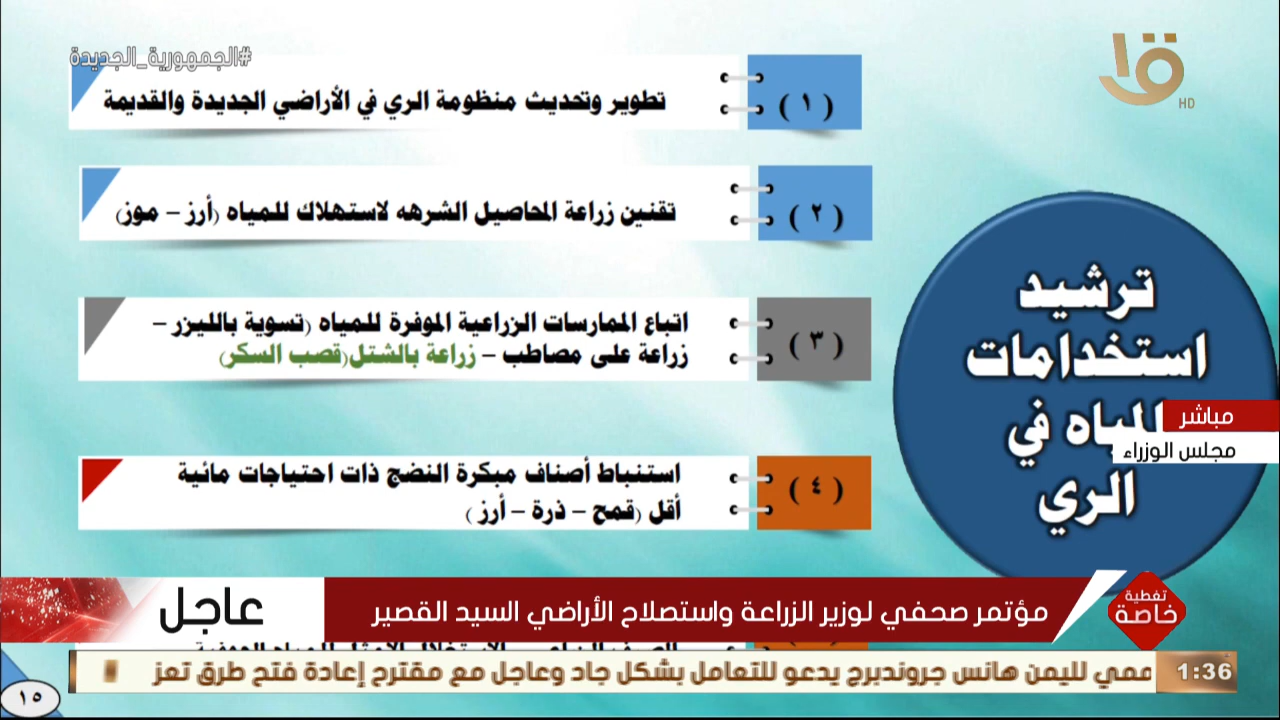 #الجمهورية_الجديدة
HD
( ١ )
تطوير وتحديث منظومة الري في الأراضي الجديدة والقديمة
( ٢ )
تقنين زراعة المحاصيل الشرهه لاستهلاك للمياه (أرز – موز)
( ٣ )
اتباع الممارسات الزراعية الموفرة للمياه (تسوية بالليزر –
زراعة على مصاطب – زراعة بالشتل(قصب السكر)
( ٤ )
استنباط أصناف مبكرة النضج ذات احتياجات مائية
أقل (قمح – ذرة – أرز )
ترشيد
استخدامات
المياه في
الري
مباشر
مجلس الوزراء
تغطية
خاصة
مؤتمر صحفي لوزير الزراعة واستصلاح الأراضي السيد القصير
عاجل
1:36
ممي لليمن هانس جروندبرج يدعو للتعامل بشكل جاد وعاجل مع مقترح إعادة فتح طرق تعز
١٥